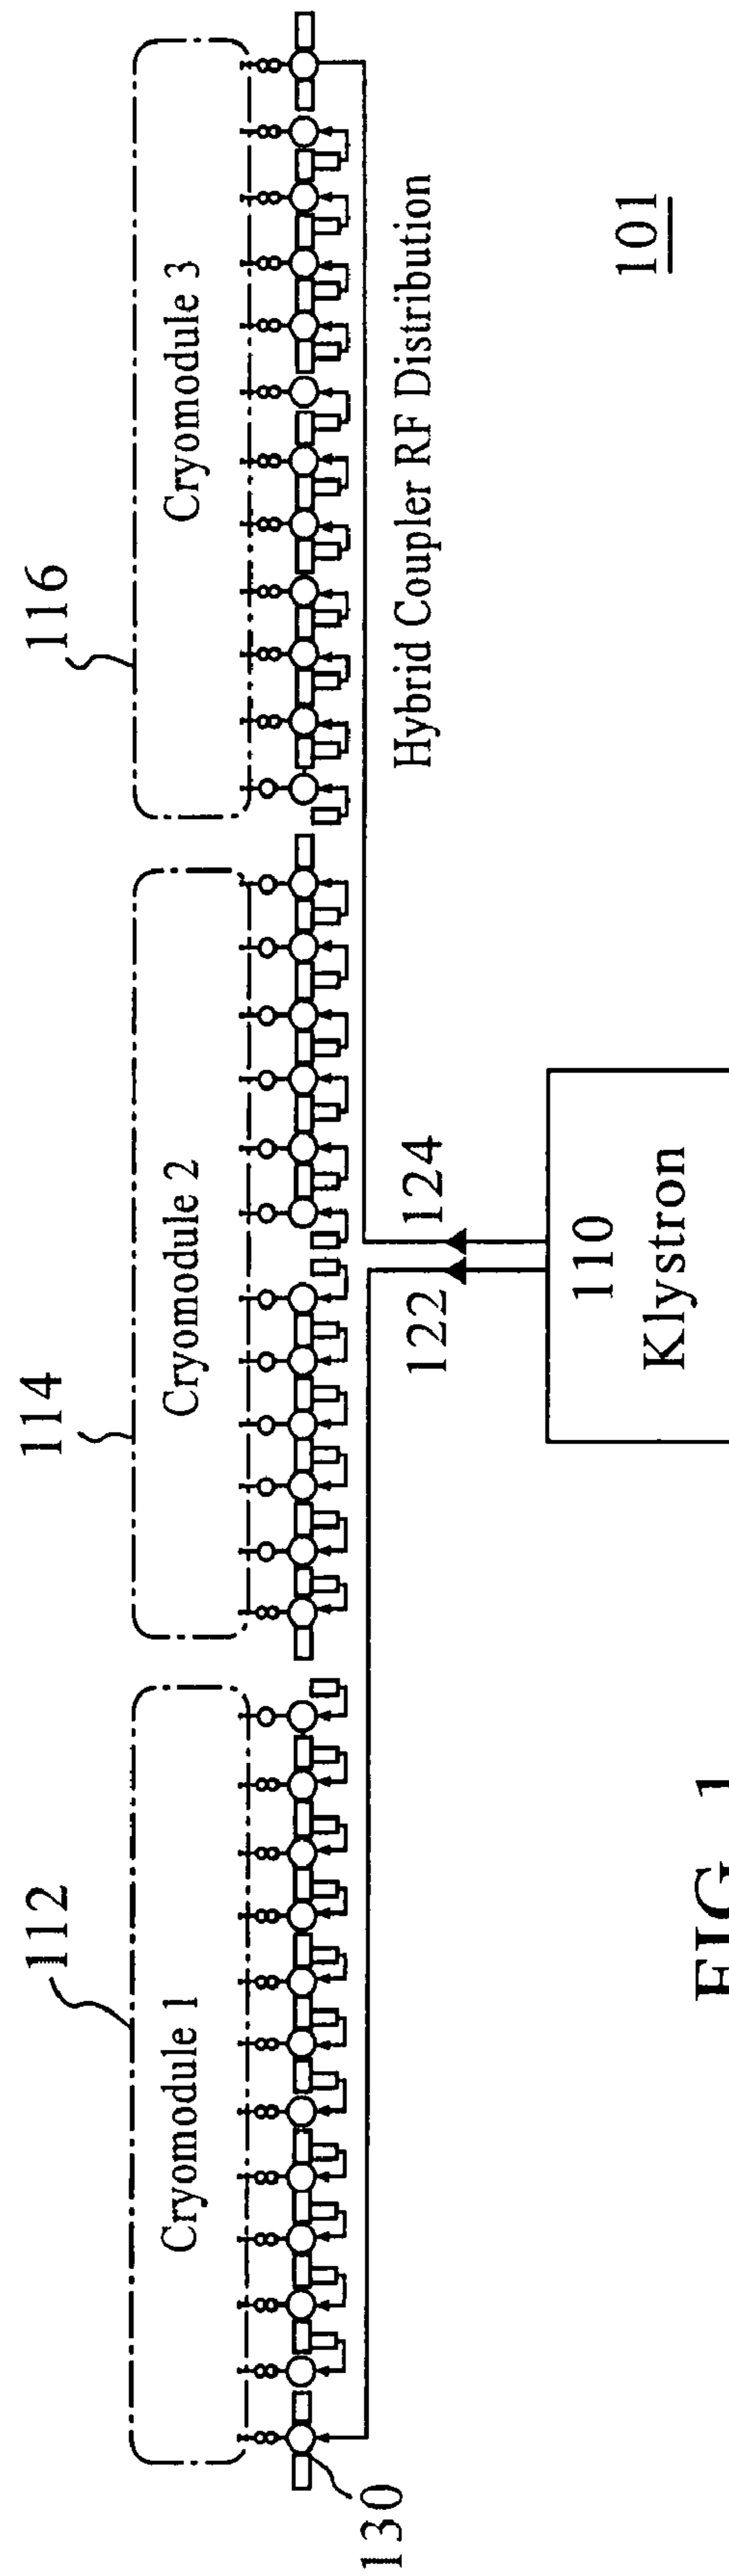 112
114
116
Cryomodule 1
Cryomodule 2
Cryomodule 3
130
Hybrid Coupler RF Distribution
122
124
110
Klystron
101
FIG. 1